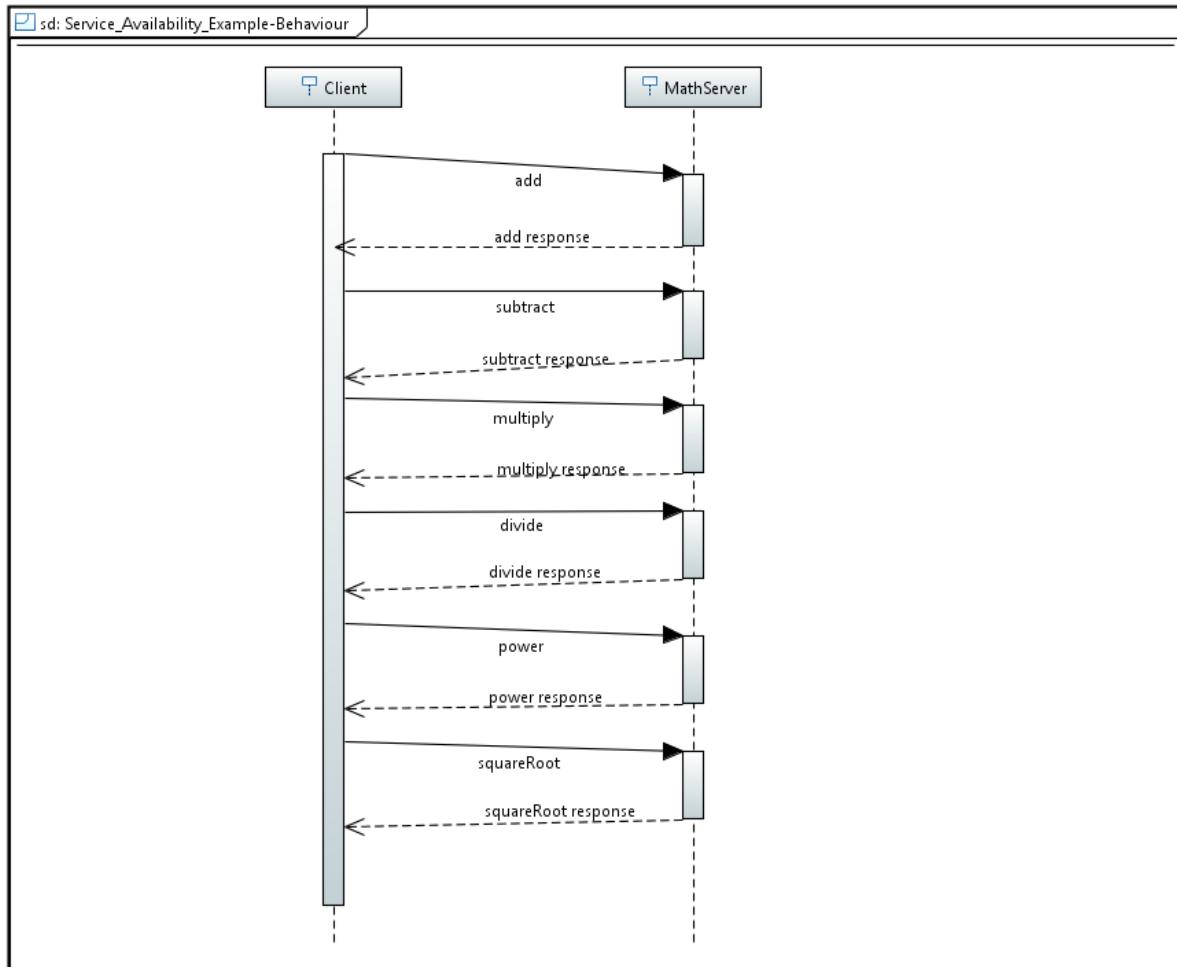 sd: Service_Availability_Example-Behaviour
Client
MathServer
add
add response
subtract
subtract response
multiply
multiply response
divide
divide response
power
power response
squareRoot
squareRoot response